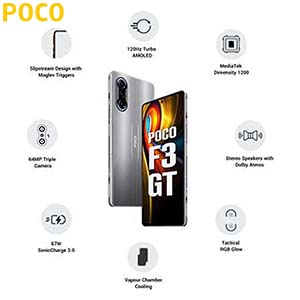 POCO
120Hz Turbo
AMOLED
Slipstream Design with
Maglev Triggers
MediaTek
Dimensity 1200
POCO
F3
GT
64MP Triple
Camera
Stereo Speakers with
Dolby Atmos
67W
SonicCharge 3.0
Tactical
RGB Glow
Vapour Chamber
Cooling